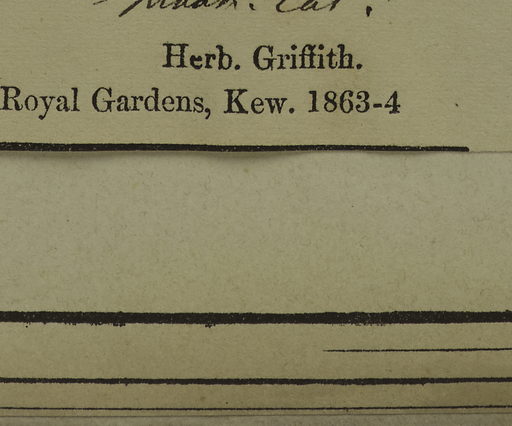 Herb. Griffith.
Royal Gardens, Kew. 1863-4